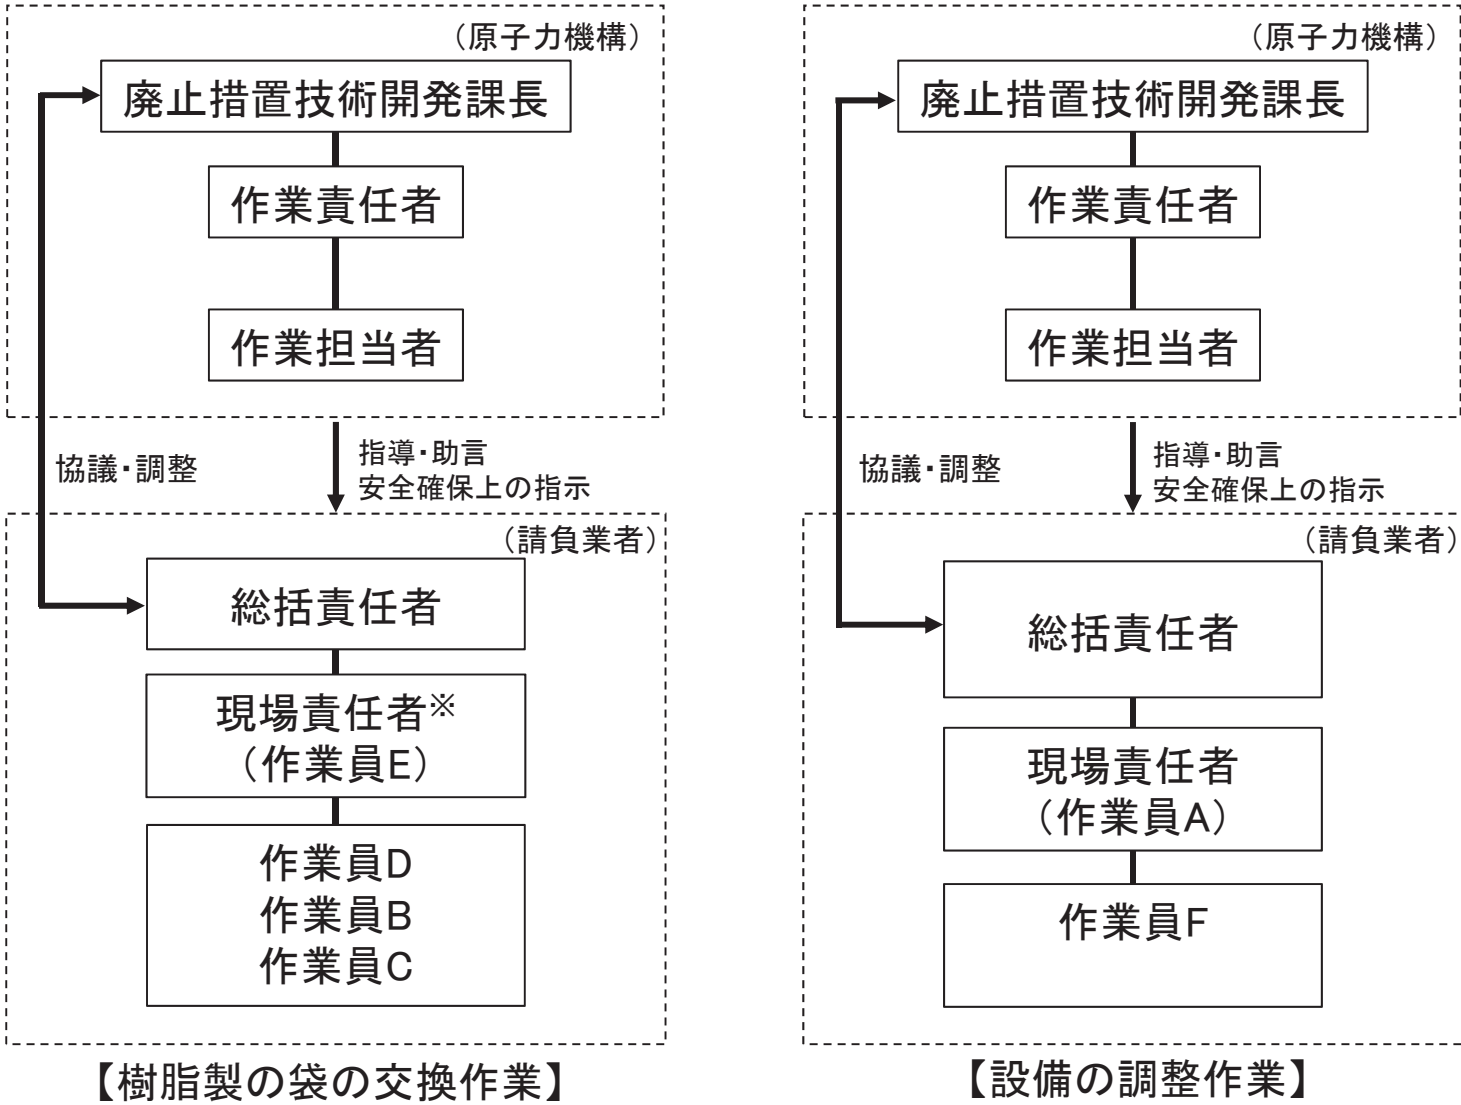 （原子力機構）
廃止措置技術開発課長
作業責任者
作業担当者
協議・調整
指導・助言
安全確保上の指示
（請負業者）
総括責任者
現場責任者※
（作業員E）
作業員D
作業員B
作業員C
【樹脂製の袋の交換作業】
（原子力機構）
廃止措置技術開発課長
作業責任者
作業担当者
協議・調整
指導・助言
安全確保上の指示
（請負業者）
総括責任者
現場責任者
（作業員A）
作業員F
【設備の調整作業】